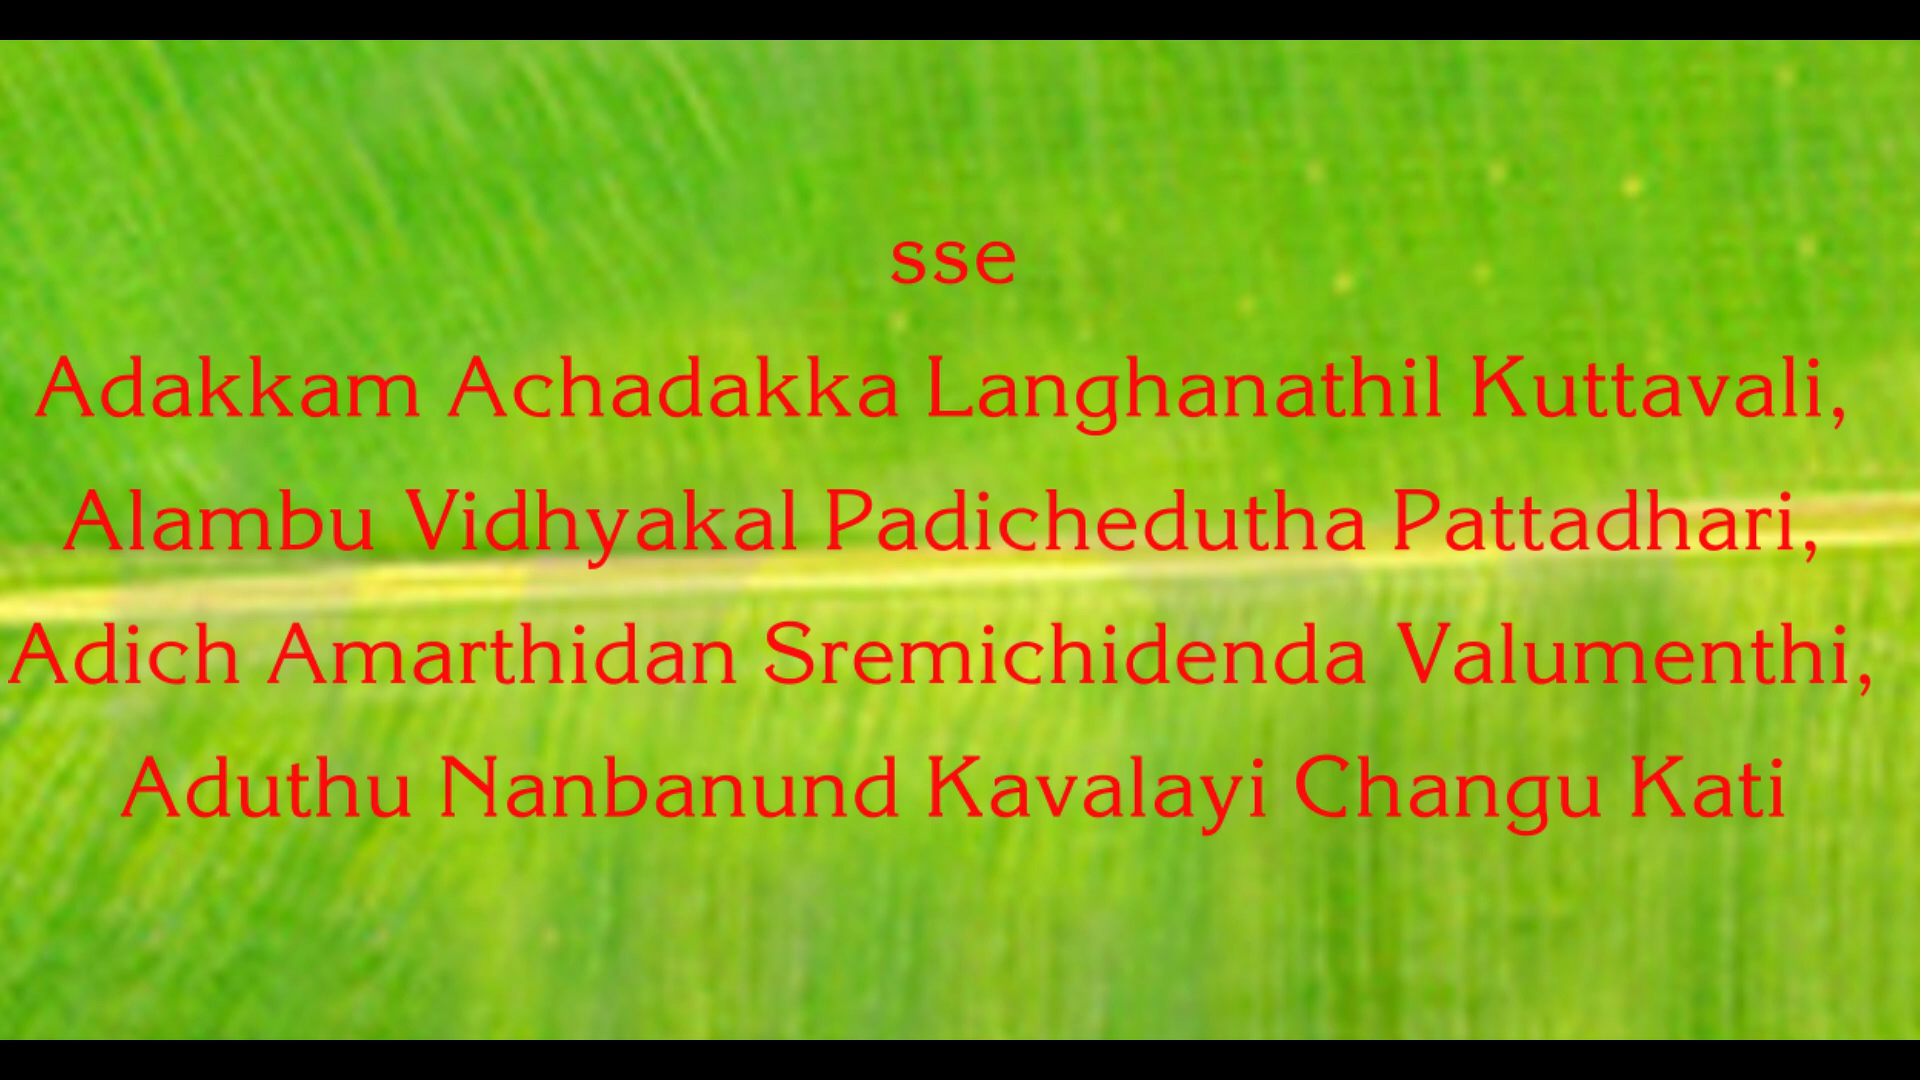 sse
Adakkam Achadakka Langhanathil Kuttavali,
Alambu Vidhyakal Padichedutha Pattadhari,
Adich Amarthidan Sremichidenda Valumenthi,
Aduthu Nanbanund Kavalayi Changu Kati